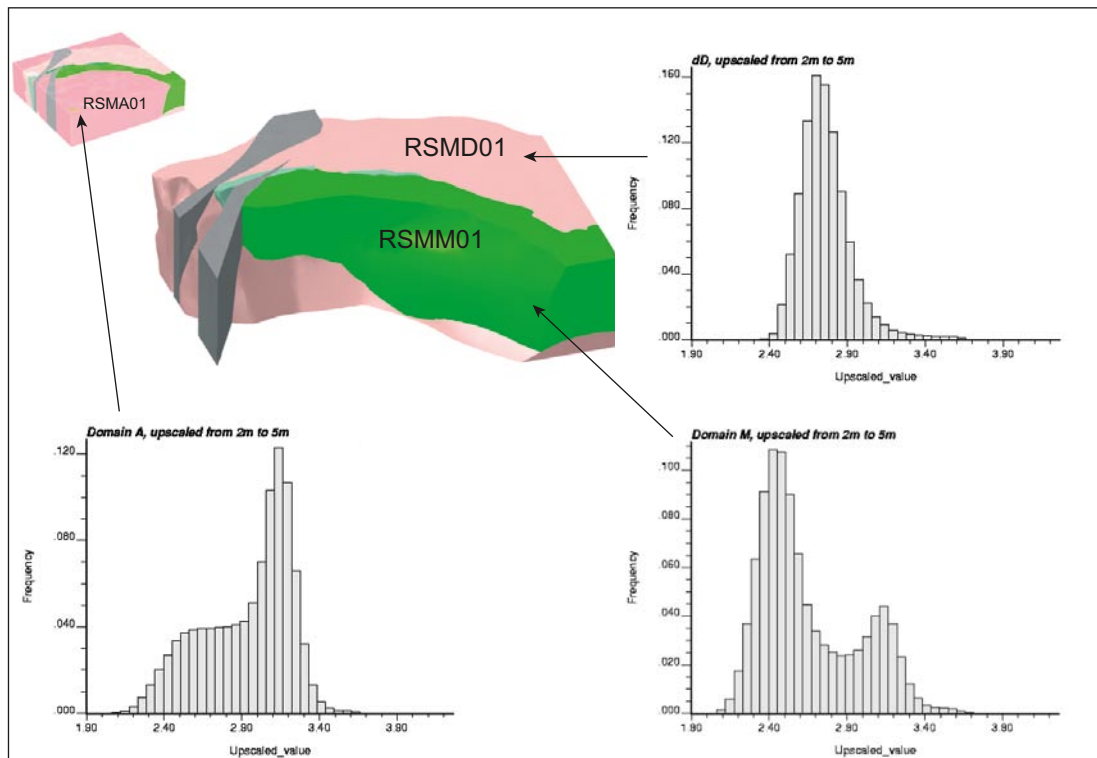 RSMA01
RSMD01
RSMM01
dD, upscaled from 2m to 5m
Frequency
.160
.120
.080
.040
.000
1.90 2.40 2.90 3.40 3.90
Upscaled_value
Domain A, upscaled from 2m to 5m
Frequency
.120
.080
.040
.000
1.90 2.40 2.90 3.40 3.90
Upscaled_value
Domain M, upscaled from 2m to 5m
Frequency
.100
.080
.060
.040
.020
.000
1.90 2.40 2.90 3.40 3.90
Upscaled_value